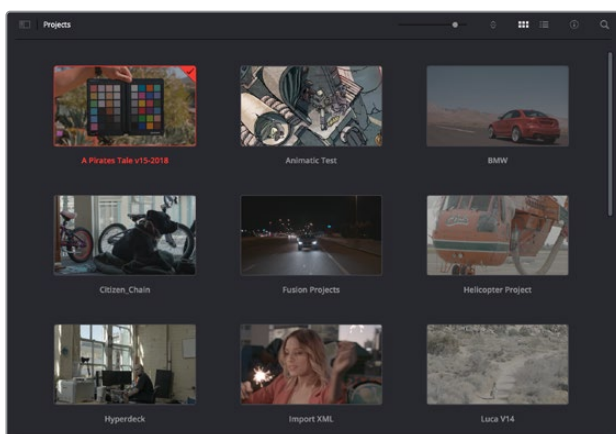 Projects
A Pirates Tale v15-2018
Animatic Test
BMW
Citizen_Chain
Fusion Projects
Helicopter Project
Hyperdeck
Import XML
Luca V14